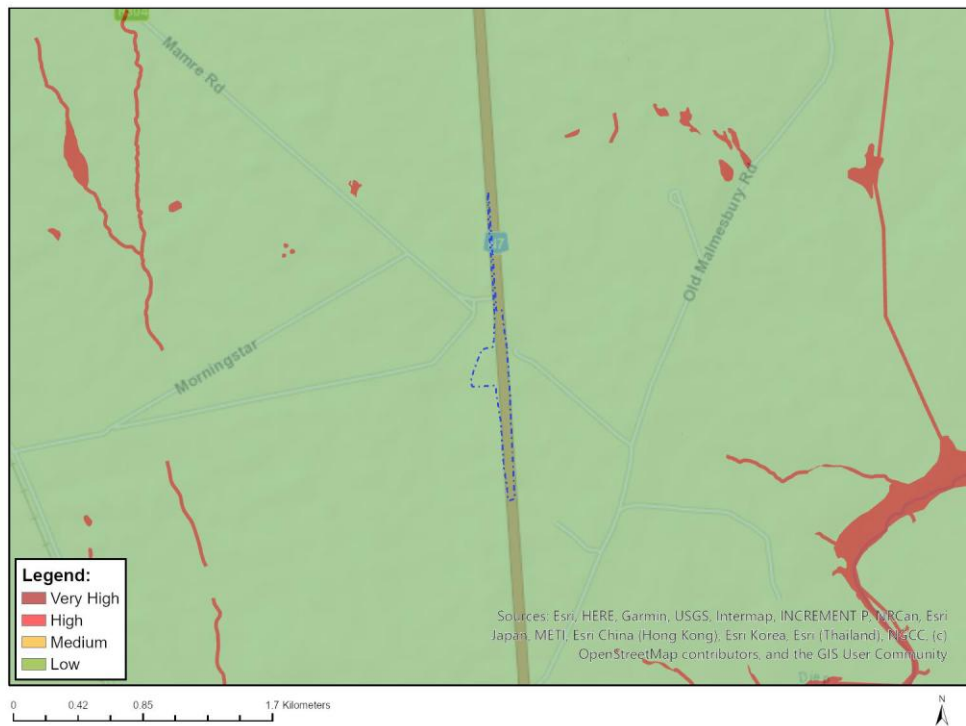 Mamre Rd
Old Malmesbury Rd
Morningstar
Legend:
Very High
High
Medium
Low
Sources: Esri, HERE, Garmin, USGS, Intermap, INCREMENT P, NRCan, Esri
Japan, METI, Esri China (Hong Kong), Esri Korea, Esri (Thailand), NGCC, (c)
OpenStreetMap contributors, and the GIS User Community
0 0.42 0.85 1.7 Kilometers
N